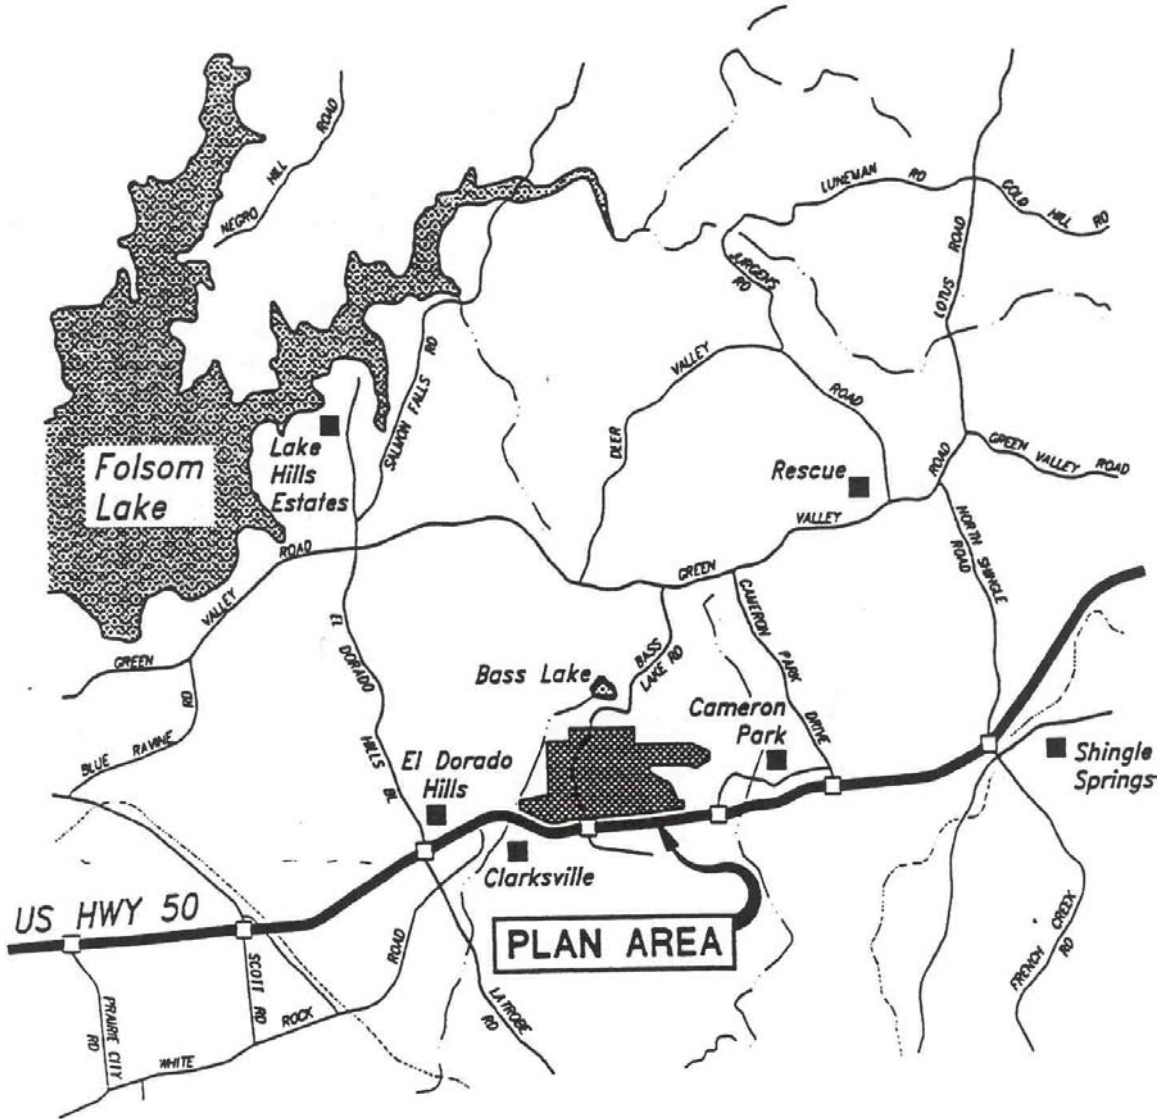 NEGRO HILL ROAD
LUNEMAN RD
GOLD HILL RD
JURGENS RD
LOTUS ROAD
SALMON FALLS RD
DEER VALLEY ROAD
Folsom
Lake
Lake
Hills
Estates
Rescue
GREEN VALLEY ROAD
GREEN VALLEY ROAD
GREEN VALLEY ROAD
NORTH SHINGLE
ROAD
EL DORADO HILLS BL
CAMERON PARK DRIVE
BASS
LAKE RD
Bass Lake
Cameron
Park
BLUE RAVINE RD
El Dorado
Hills
Shingle
Springs
Clarksville
US HWY 50
PLAN AREA
PRAIRIE CITY
RD
SCOTT RD
WHITE ROCK ROAD
LATROBE
RD
FRENCH CREEK
RD